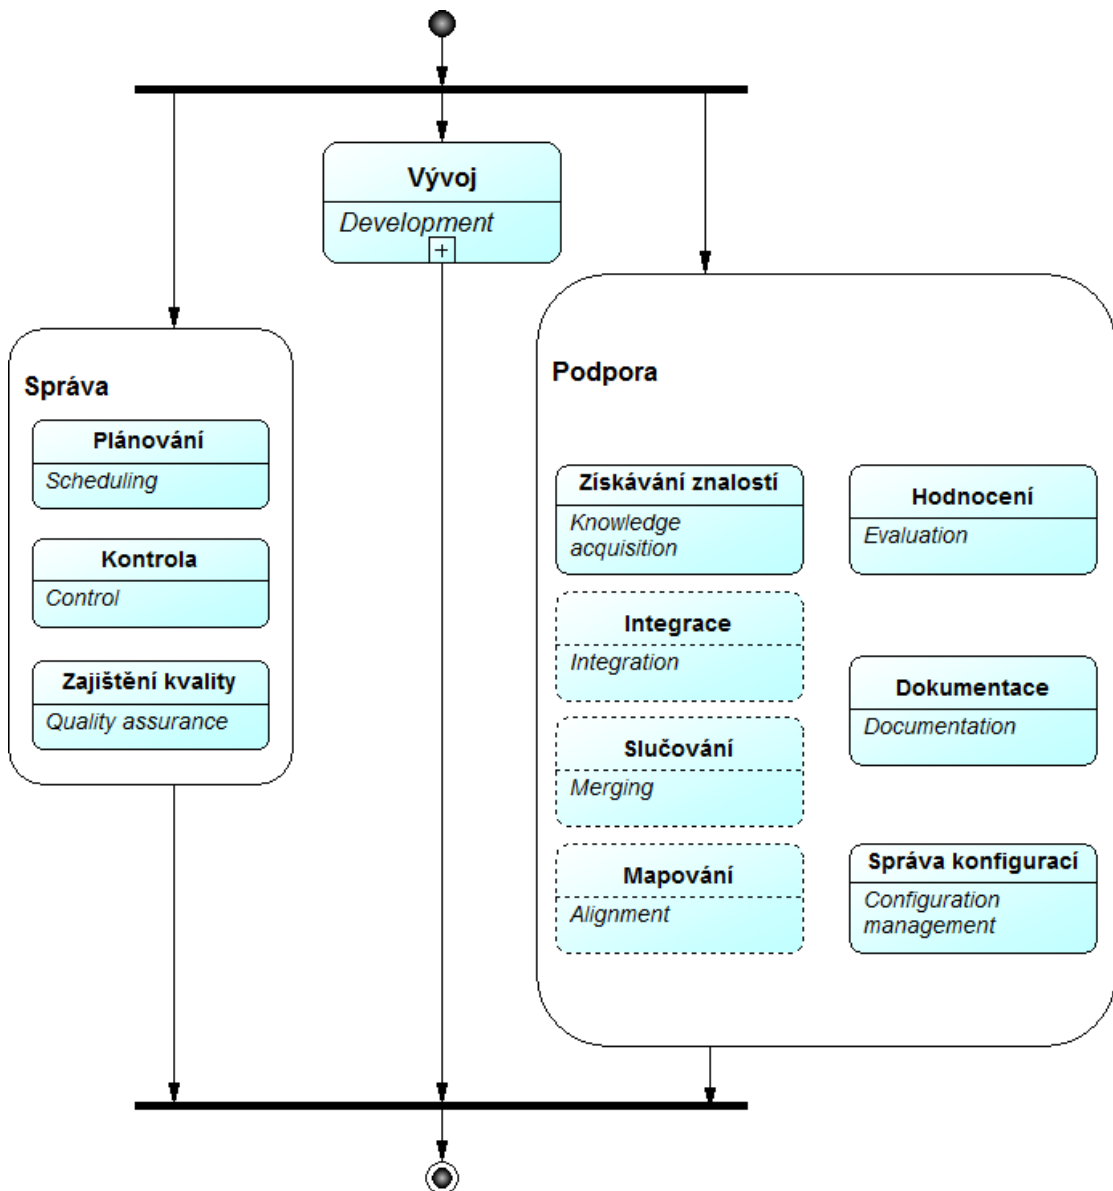 Vývoj
Development
Správa
Plánování
Scheduling
Kontrola
Control
Zajištění kvality
Quality assurance
Podpora
Získávání znalostí
Knowledge
acquisition
Integrace
Integration
Slučování
Merging
Mapování
Alignment
Hodnocení
Evaluation
Dokumentace
Documentation
Správa konfigurací
Configuration
management